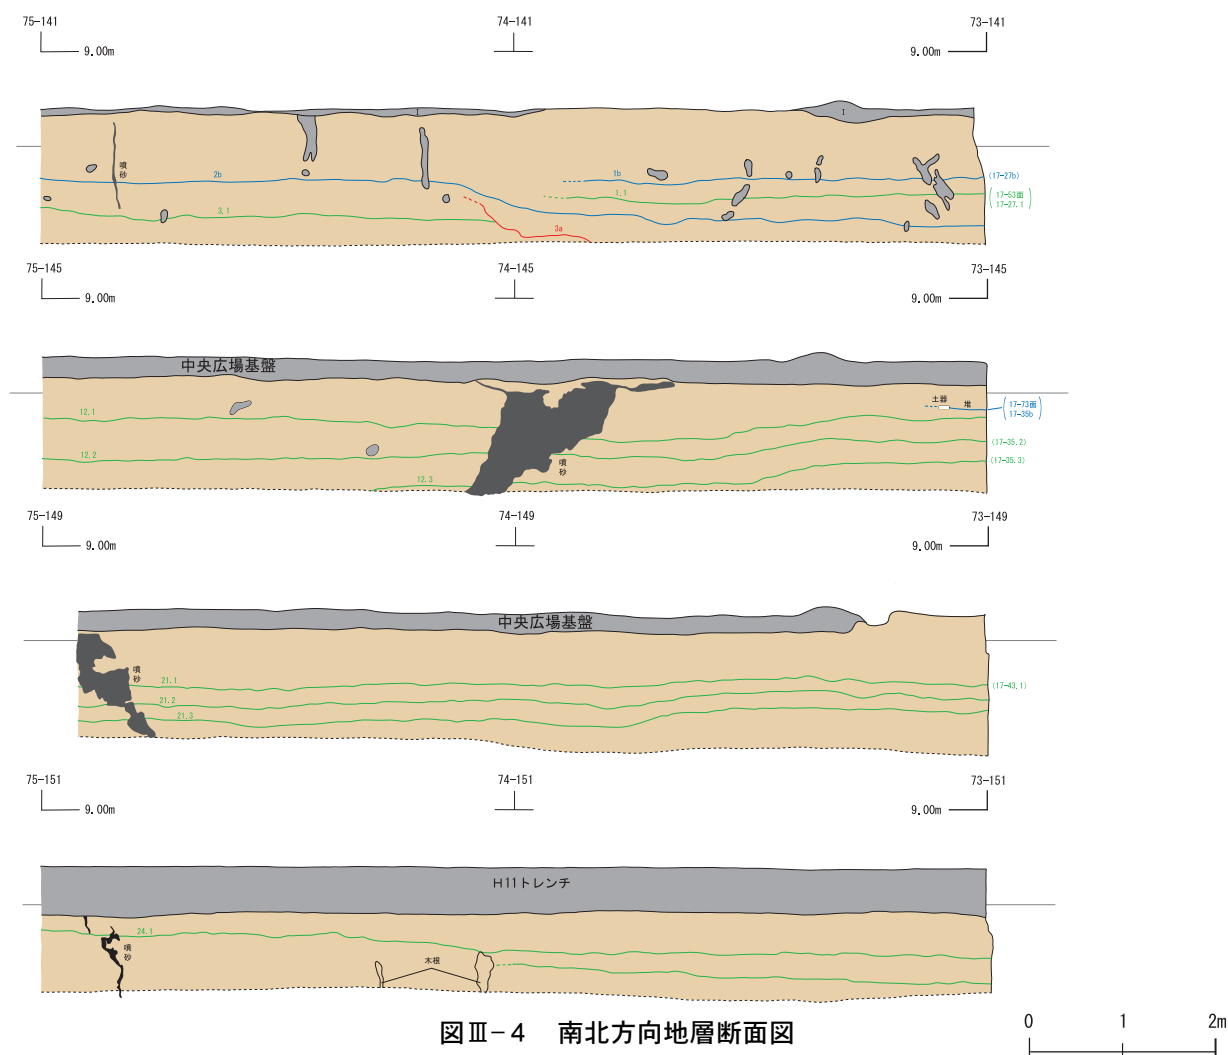 75-141 74-141 73-141
9.00m 9.00m
I I
噴砂
2b 1b (17-27b)
1.1 (17-53面
17-27.1)
3.1
3a
75-145 74-145 73-145
9.00m 9.00m
中央広場基盤
土器 堆 (17-73面
17-35b)
12.1
(17-35.2)
12.2 噴砂 (17-35.3)
12.3
75-149 74-149 73-149
9.00m 9.00m
中央広場基盤
噴砂
21.1 (17-43.1)
21.2
21.3
75-151 74-151 73-151
9.00m 9.00m
H11トレンチ
24.1
噴砂
木根
図Ⅲ-4 南北方向地層断面図
0 1 2m